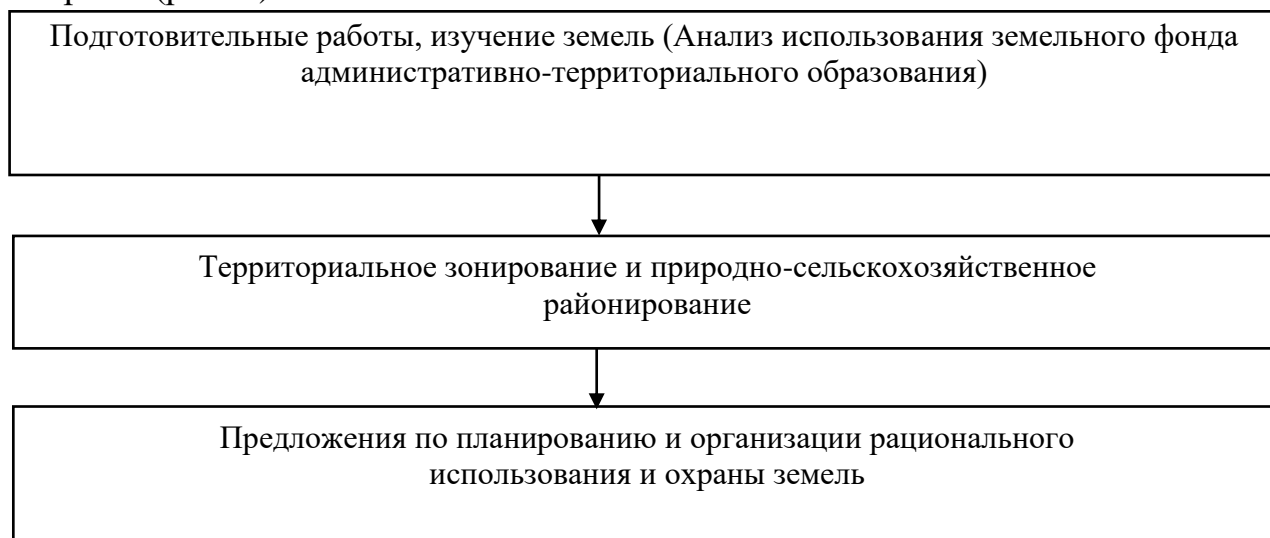 Подготовительные работы, изучение земель (Анализ использования земельного фонда
административно-территориального образования)
Территориальное зонирование и природно-сельскохозяйственное
районирование
Предложения по планированию и организации рационального
использования и охраны земель